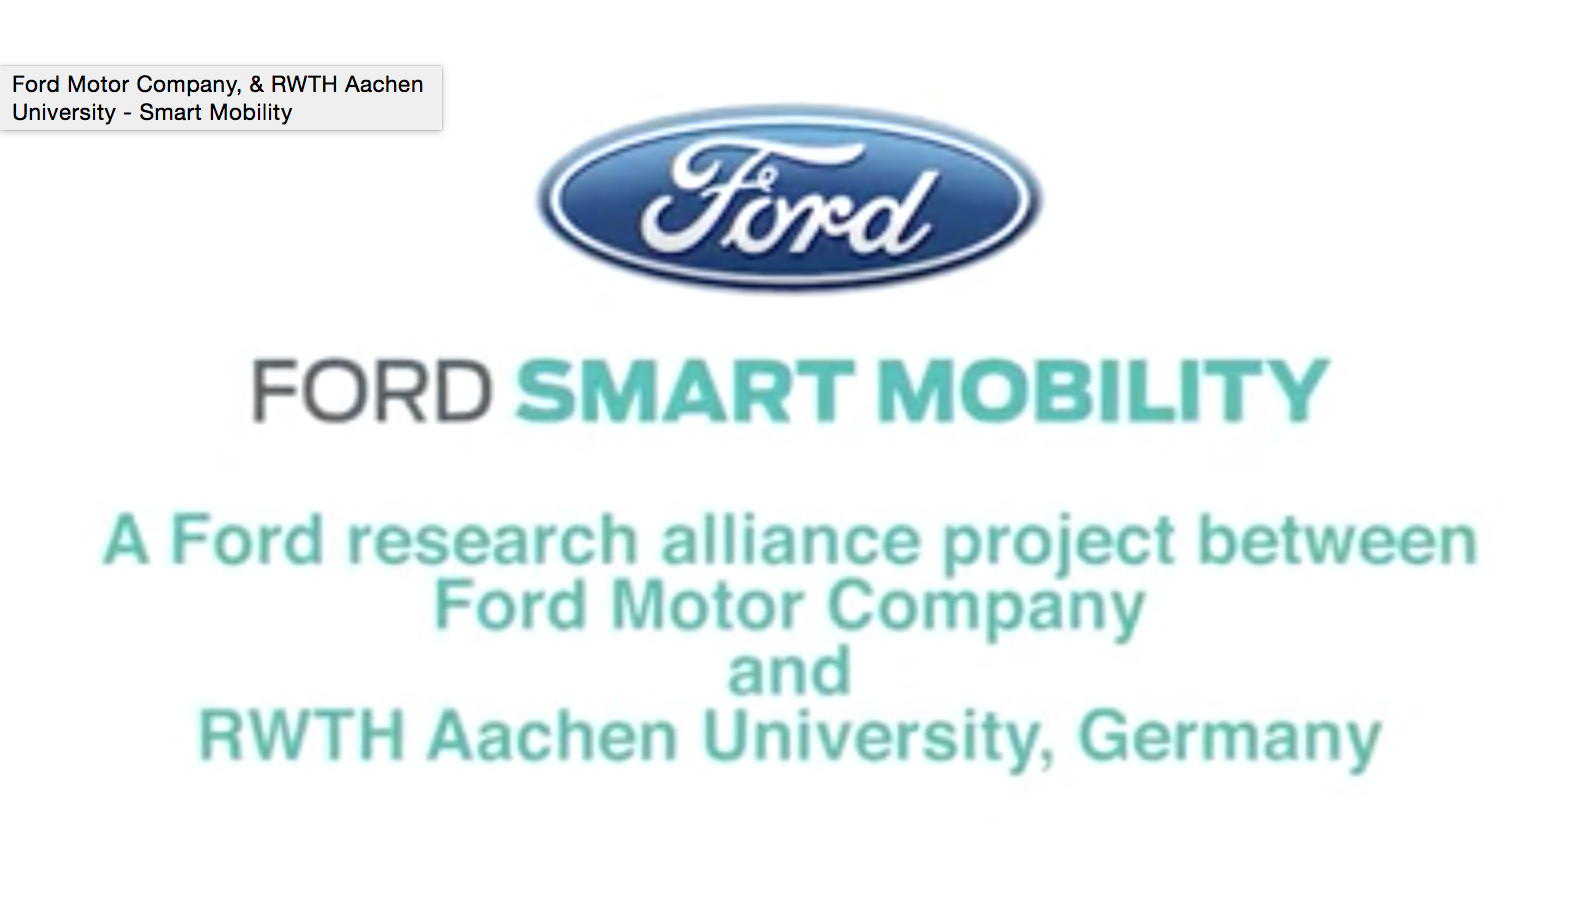 Ford Motor Company, & RWTH Aachen
University - Smart Mobility
Ford
FORD SMART MOBILITY
A Ford research alliance project between
Ford Motor Company
and
RWTH Aachen University, Germany